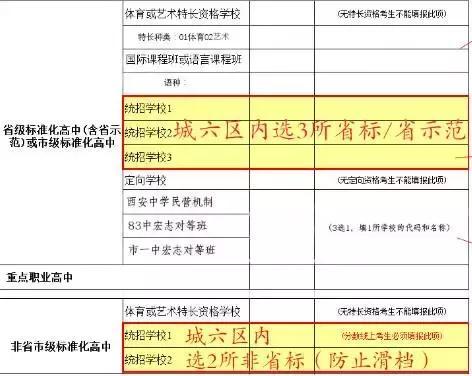 体育或艺术特长资格学校 (无特长资格考生不能填报此项)
特长种类：01体育02艺术
国际课程班或语言课程班
语种：
省级标准化高中(含省示范)或市级标准化高中
统招学校1
统招学校2 城六区内选3所省标/省示范
统招学校3
定向学校 (无定向资格考生不能填报此项)
西安中学民营机制
83中宏志对等班 (3选1，填1所学校的代码和名称)
市一中宏志对等班
重点职业高中
体育或艺术特长资格学校 (无特长资格考生不能填报此项)
非省市级标准化高中
统招学校1 城六区内 (分数线上考生必须填报此项)
统招学校2 选2所非省标（防止滑档）